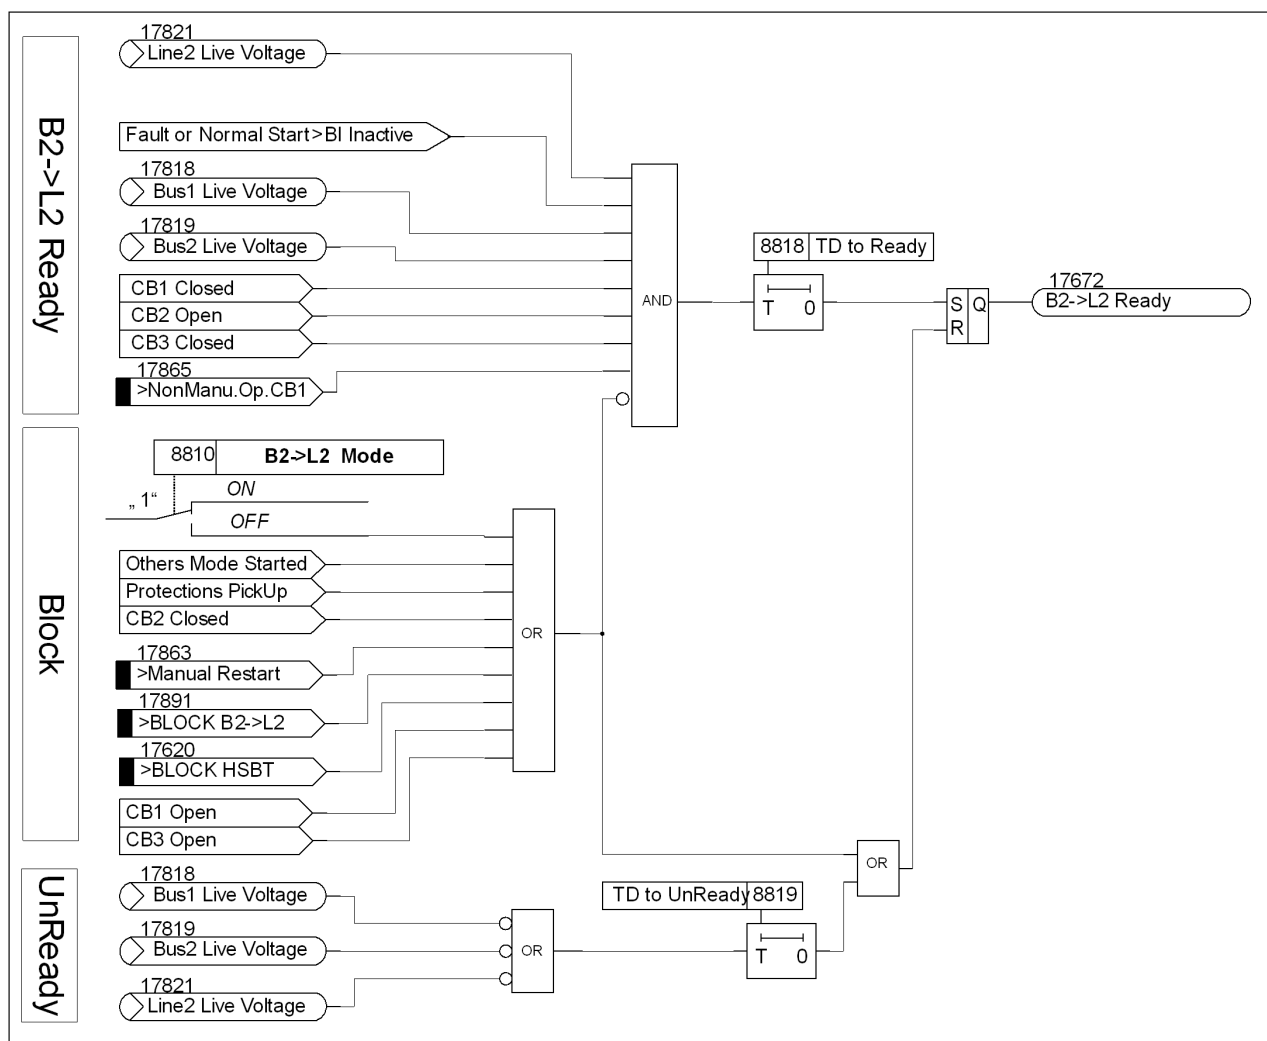 B2->L2 Ready
17821
Line2 Live Voltage
Fault or Normal Start>BI Inactive
17818
Bus1 Live Voltage
17819
Bus2 Live Voltage
CB1 Closed
CB2 Open
CB3 Closed
17865
>NonManu.Op.CB1
AND
8818 TD to Ready
T 0
S Q
R
17672
B2->L2 Ready
Block
8810 B2->L2 Mode
„1“
ON
OFF
Others Mode Started
Protections PickUp
CB2 Closed
17863
>Manual Restart
17891
>BLOCK B2->L2
17620
>BLOCK HSBT
CB1 Open
CB3 Open
OR
OR
UnReady
17818
Bus1 Live Voltage
17819
Bus2 Live Voltage
17821
Line2 Live Voltage
OR
TD to UnReady 8819
T 0